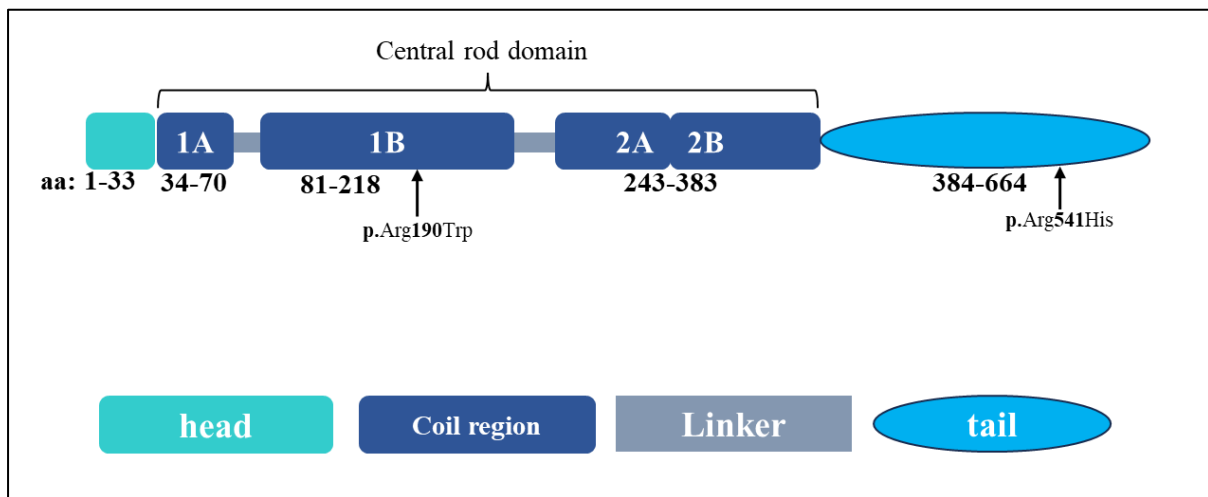 Central rod domain
1A 1B 2A 2B
aa: 1-33 34-70 81-218 243-383 384-664
p.Arg190Trp p.Arg541His
head Coil region Linker tail